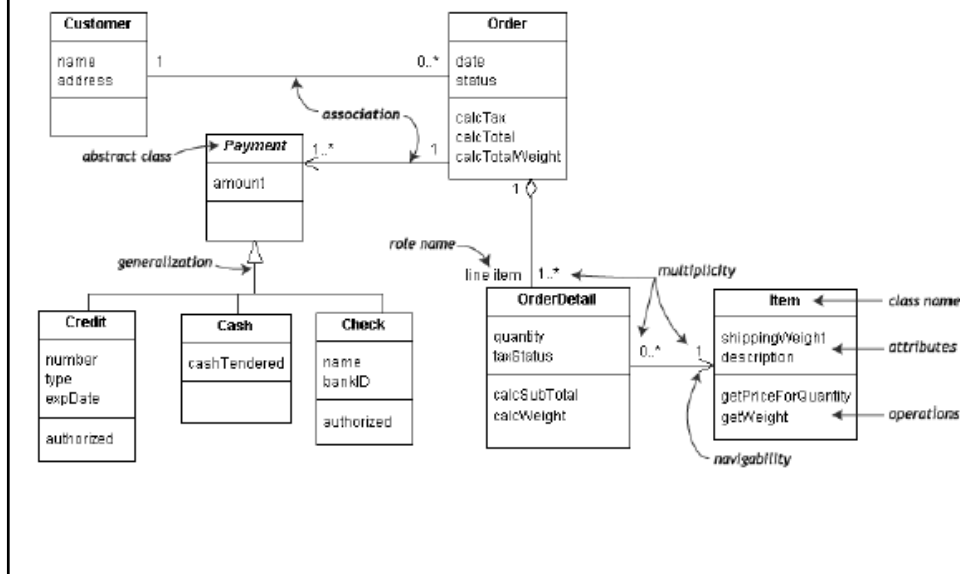 Customer
name
address
1
0..*
Order
date
status
calcTax
calcTotal
calcTotalWeight
association
abstract class
Payment
amount
1..*
1
1
generalization
role name
line item
1..*
multiplicity
Credit
number
type
expDate
authorized
Cash
cashTendered
Check
name
bankID
authorized
OrderDetail
quantity
taxStatus
calcSubTotal
calcWeight
0..*
1
Item
shippingWeight
description
getPriceForQuantity
getWeight
class name
attributes
operations
navigability